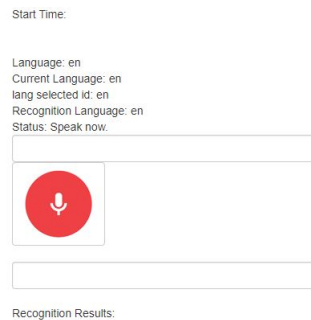 Start Time:
Language: en
Current Language: en
lang selected id: en
Recognition Language: en
Status: Speak now.
Recognition Results: